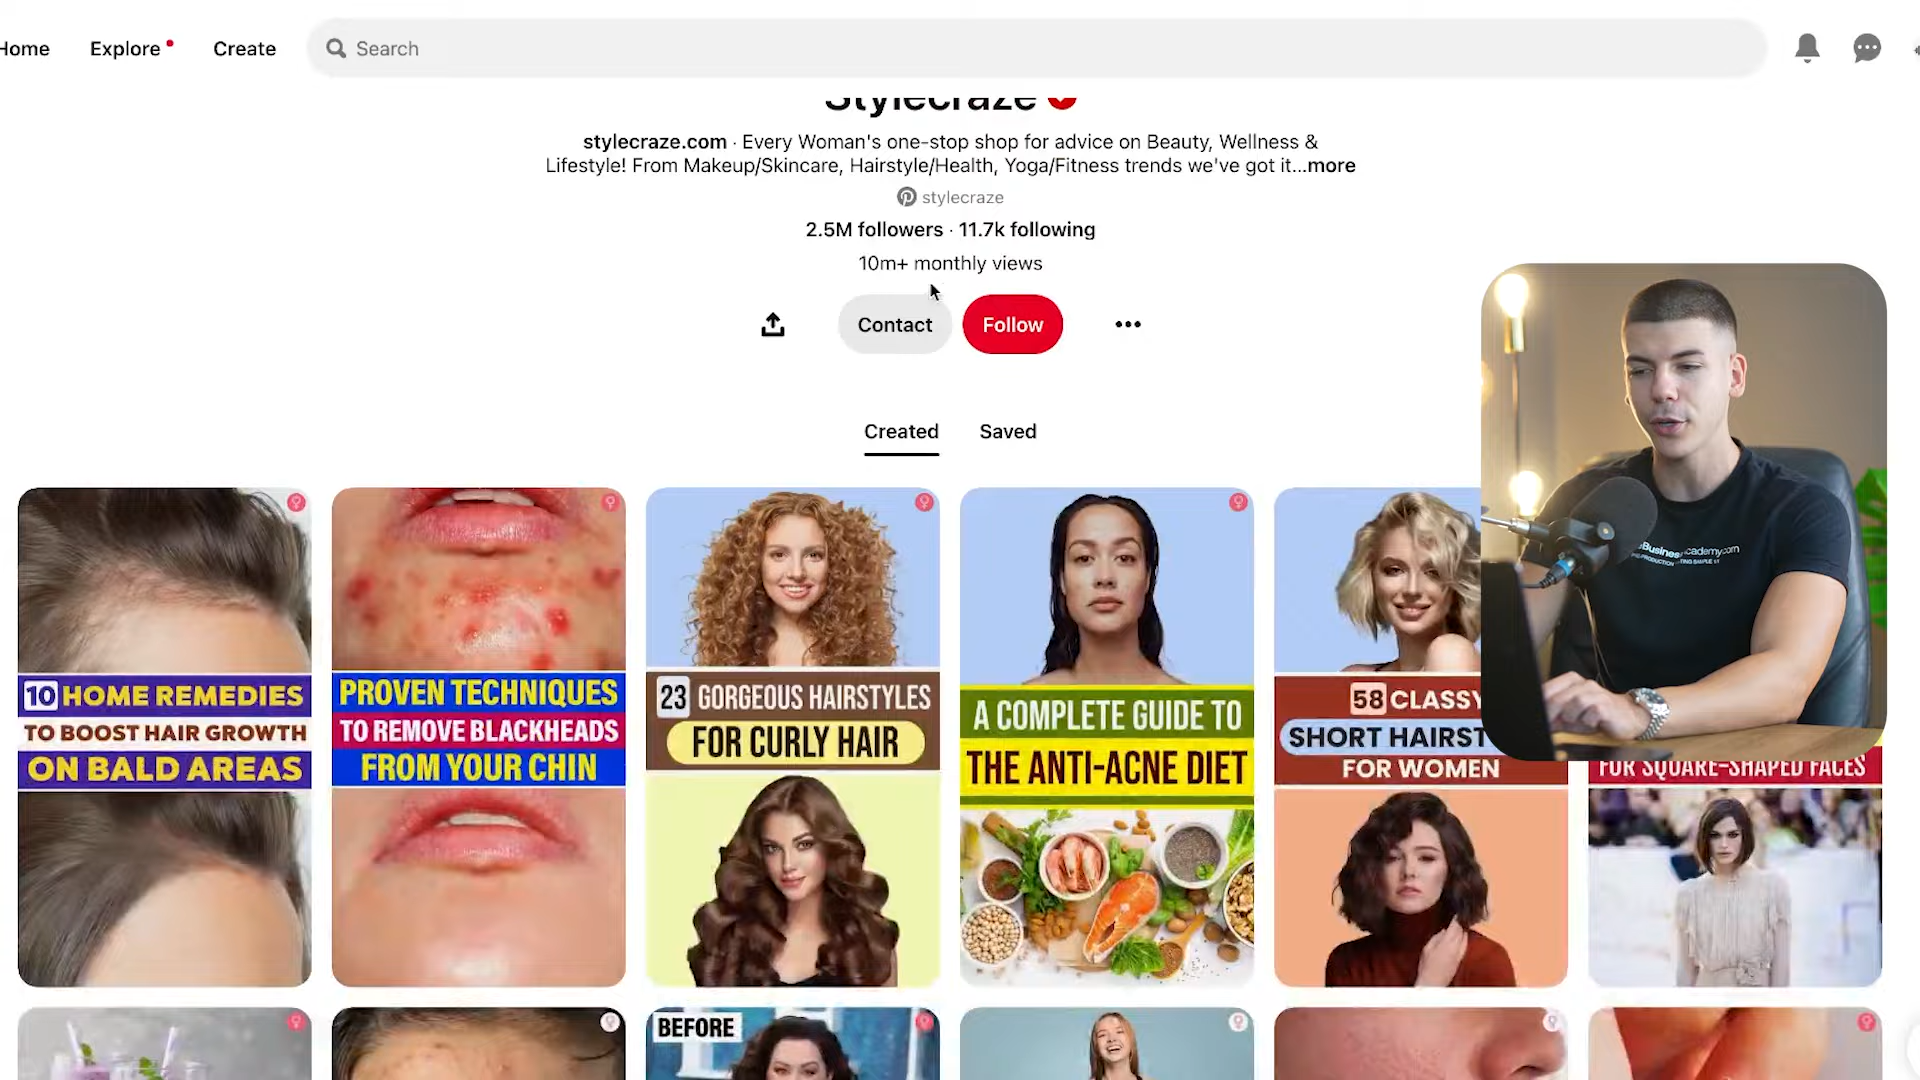 Home
Explore
Create
Search
Stylecraze
stylecraze.com · Every Woman's one-stop shop for advice on Beauty, Wellness &
Lifestyle! From Makeup/Skincare, Hairstyle/Health, Yoga/Fitness trends we've got it...more
stylecraze
2.5M followers · 11.7k following
10m+ monthly views
Contact
Follow
Created
Saved
10 HOME REMEDIES
TO BOOST HAIR GROWTH
ON BALD AREAS
PROVEN TECHNIQUES
TO REMOVE BLACKHEADS
FROM YOUR CHIN
23 GORGEOUS HAIRSTYLES
FOR CURLY HAIR
A COMPLETE GUIDE TO
THE ANTI-ACNE DIET
58 CLASSY
SHORT HAIRST
FOR WOMEN
FOR SQUARE-SHAPED FACES
BEFORE